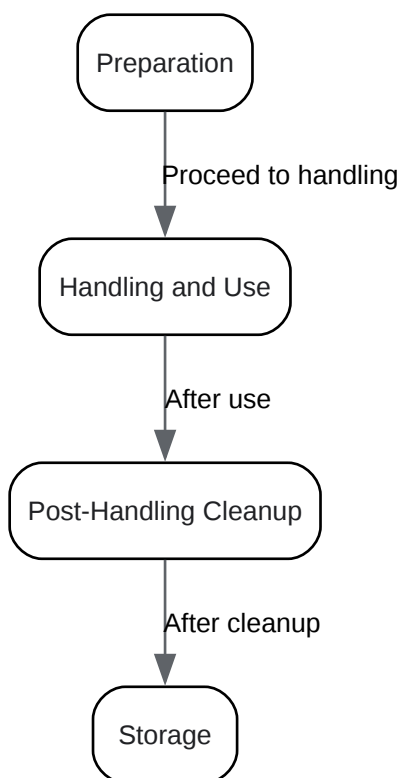 Preparation
Proceed to handling
Handling and Use
After use
Post-Handling Cleanup
After cleanup
Storage